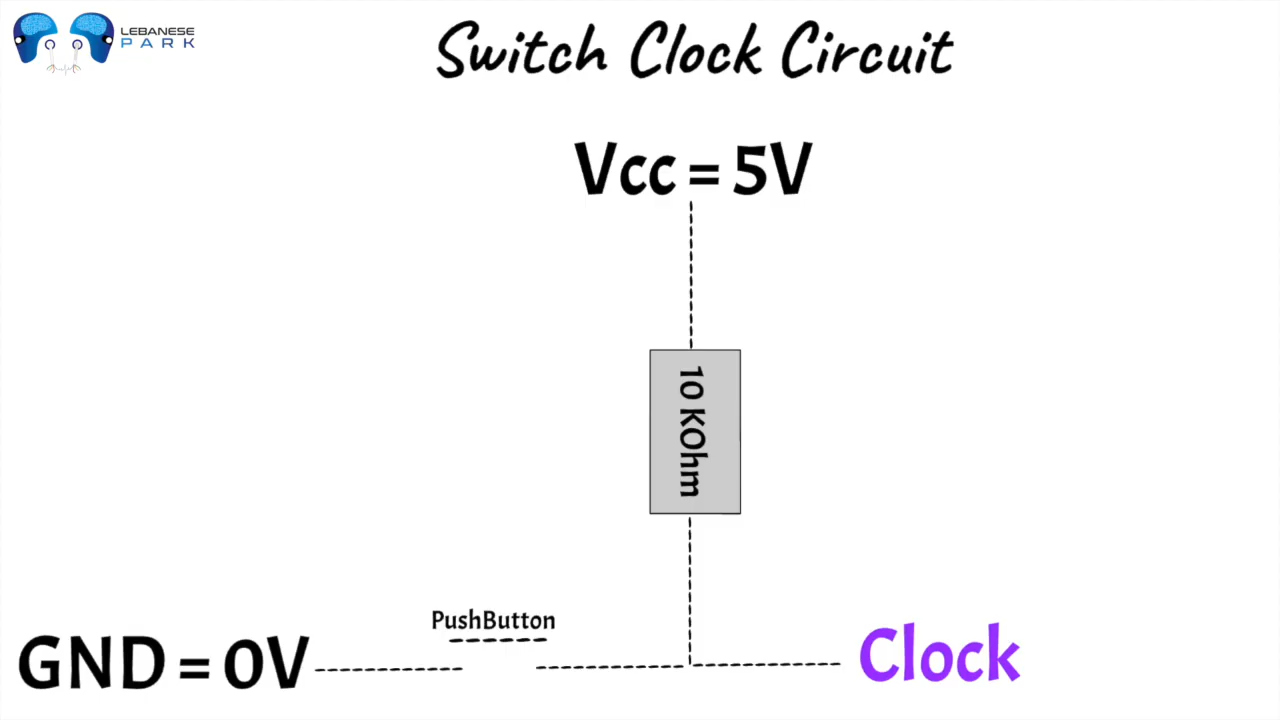 LEBANESE
PARK
Switch Clock Circuit
Vcc = 5V
10 KOhm
PushButton
GND = 0V
Clock